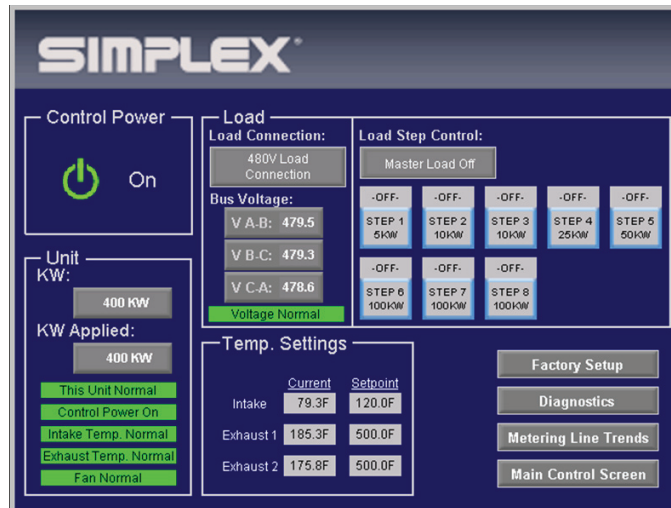 SIMPLEX®
Control Power
On
Unit
KW:
400 KW
KW Applied:
400 KW
This Unit Normal
Control Power On
Intake Temp. Normal
Exhaust Temp. Normal
Fan Normal
Load
Load Connection:
480V Load
Connection
Bus Voltage:
V A-B: 479.5
V B-C: 479.3
V C-A: 478.6
Voltage Normal
Load Step Control:
Master Load Off
-OFF- -OFF- -OFF- -OFF- -OFF-
STEP 1 STEP 2 STEP 3 STEP 4 STEP 5
5KW 10KW 10KW 25KW 50KW
-OFF- -OFF- -OFF-
STEP 6 STEP 7 STEP 8
100KW 100KW 100KW
Temp. Settings
Current Setpoint
Intake 79.3F 120.0F
Exhaust 1 185.3F 500.0F
Exhaust 2 175.8F 500.0F
Factory Setup
Diagnostics
Metering Line Trends
Main Control Screen